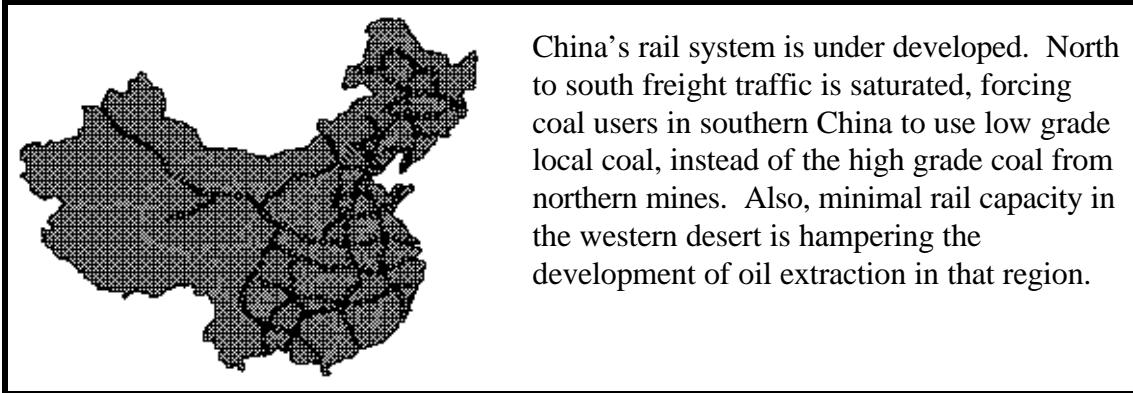 China’s rail system is under developed.  North
to south freight traffic is saturated, forcing
coal users in southern China to use low grade
local coal, instead of the high grade coal from
northern mines.  Also, minimal rail capacity in
the western desert is hampering the
development of oil extraction in that region.